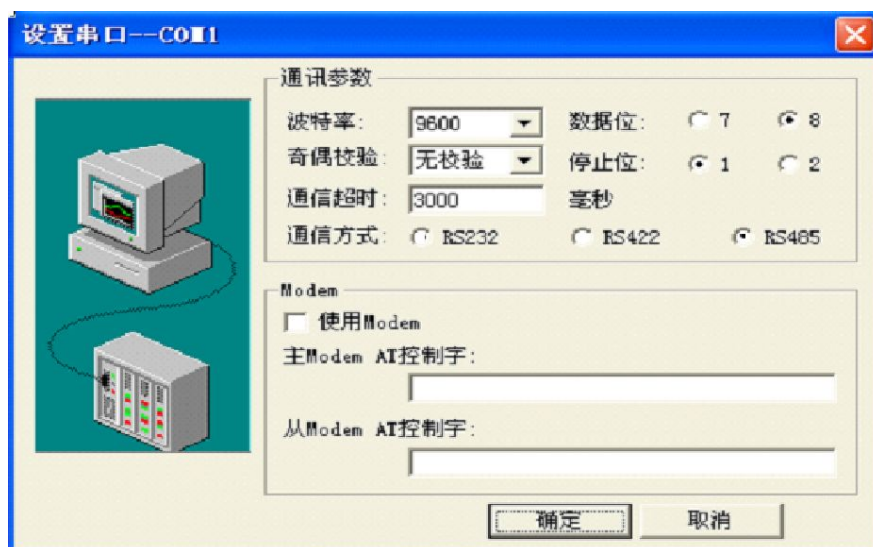 设置串口--COM1
通讯参数
波特率: 9600 数据位: 7 8
奇偶校验: 无校验 停止位: 1 2
通信超时: 3000 毫秒
通信方式: RS232 RS422 RS485
Modem
使用Modem
主Modem AT控制字:
从Modem AT控制字:
确定 取消